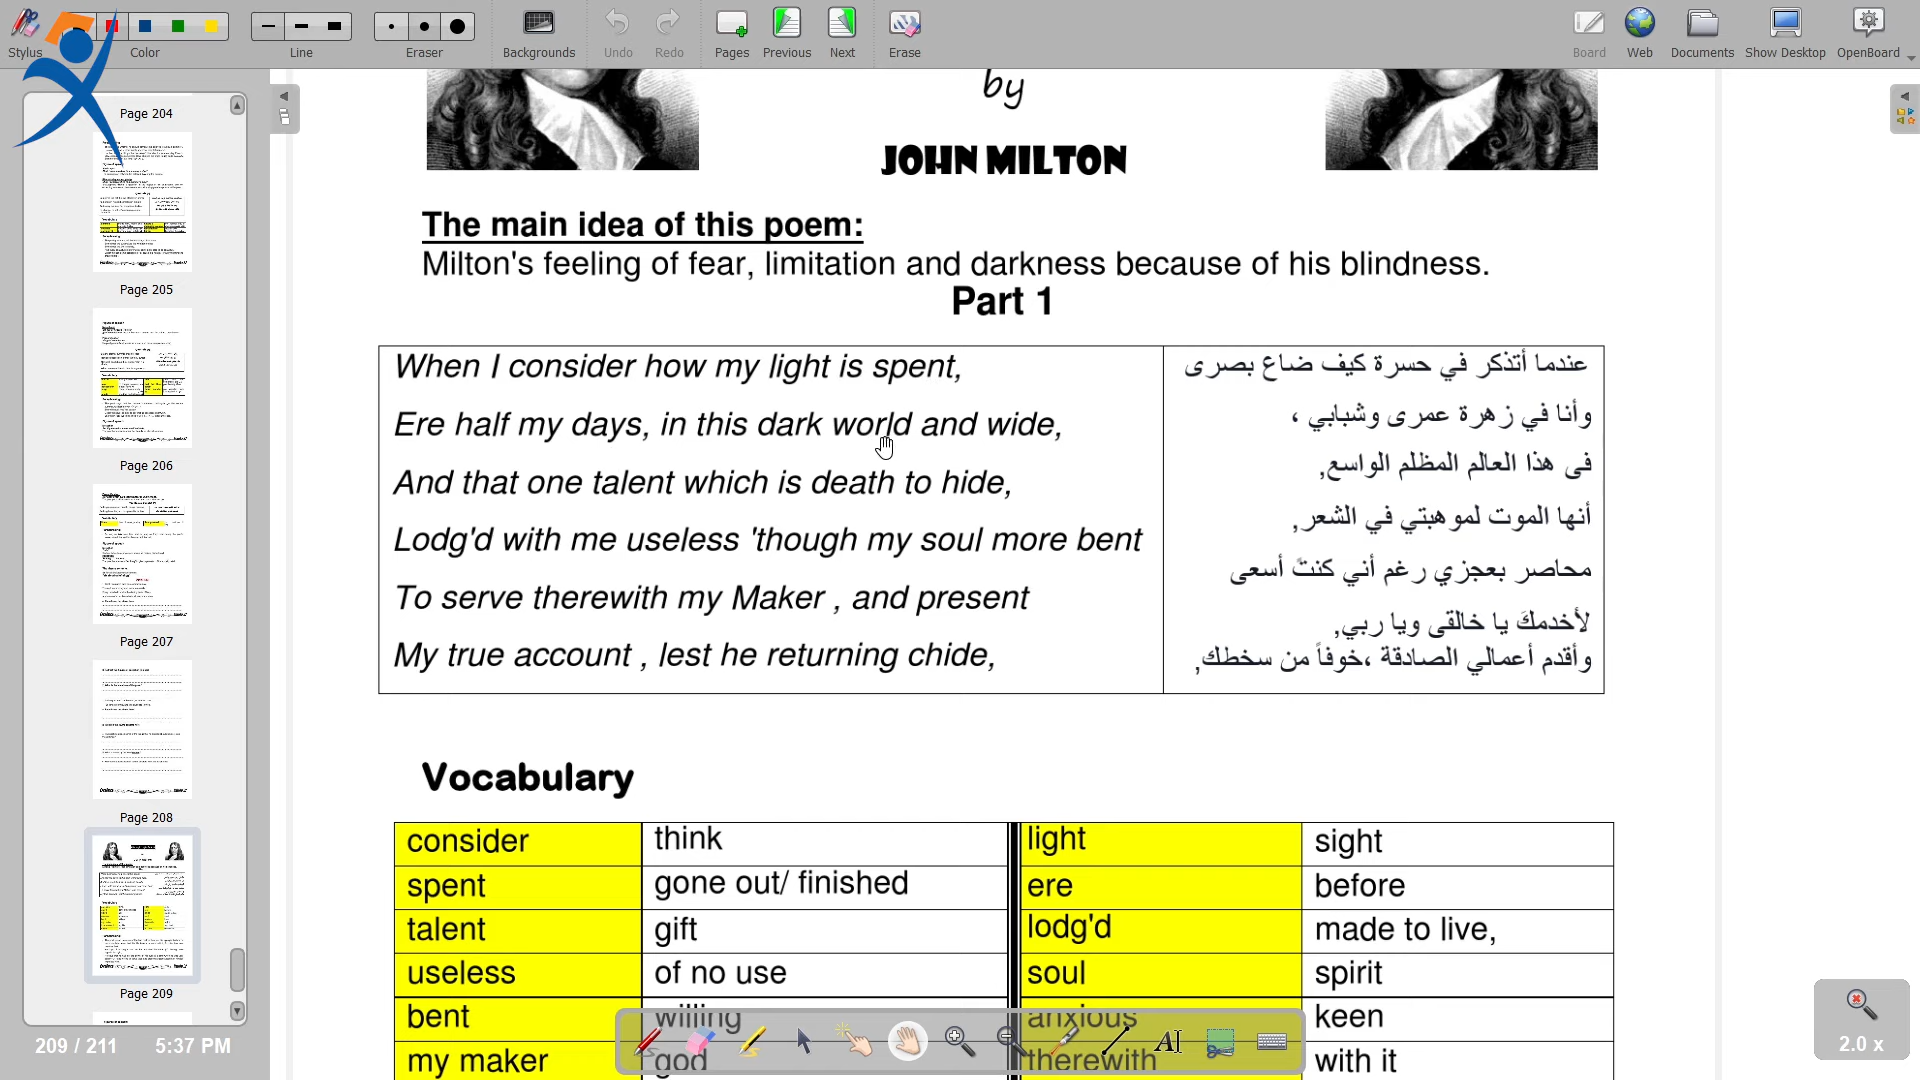 Stylus
Color
Line
Eraser
Backgrounds
Undo
Redo
Pages
Previous
Next
Erase
Board
Web
Documents
Show Desktop
OpenBoard
Page 204
Page 205
Page 206
Page 207
Page 208
Page 209
209 / 211
5:37 PM
by
JOHN MILTON
The main idea of this poem:
Milton's feeling of fear, limitation and darkness because of his blindness.
Part 1
When I consider how my light is spent,
Ere half my days, in this dark world and wide,
And that one talent which is death to hide,
Lodg'd with me useless 'though my soul more bent
To serve therewith my Maker , and present
My true account , lest he returning chide,
عندما أتذكر في حسرة كيف ضاع بصرى
وأنا في زهرة عمرى وشبابي ،
فى هذا العالم المظلم الواسع,
أنها الموت لموهبتي في الشعر,
محاصر بعجزي رغم أني كنتً أسعى
لأخدمكَ يا خالقى ويا ربي,
وأقدم أعمالي الصادقة ،خوفاً من سخطك,
Vocabulary
consider think light sight
spent gone out/ finished ere before
talent gift lodg'd made to live,
useless of no use soul spirit
bent willing anxious keen
my maker god therewith with it
2.0 x